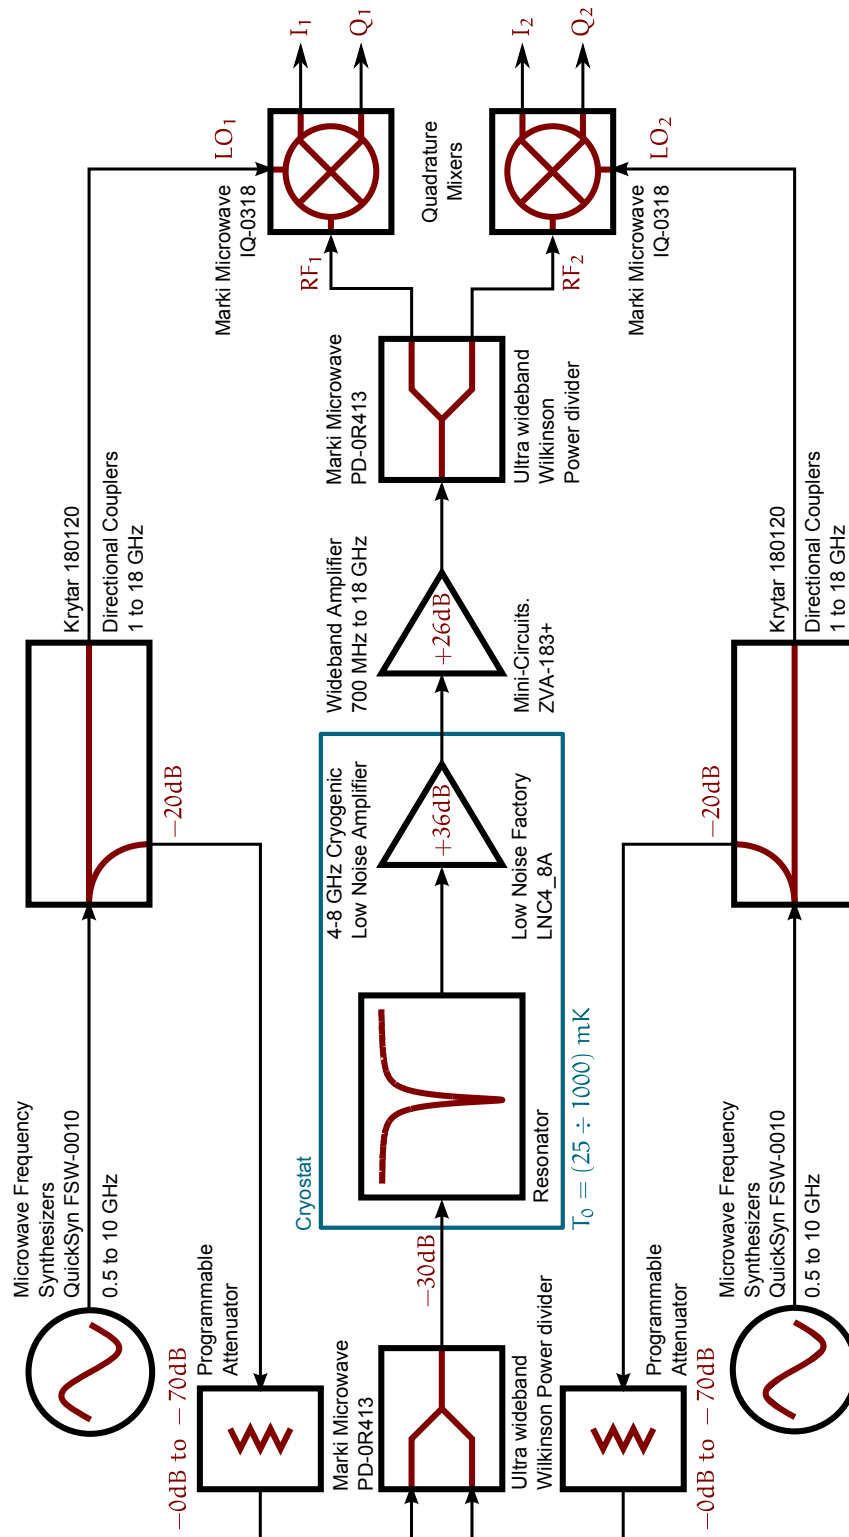 Microwave Frequency
Synthesizers
QuickSyn FSW-0010
0.5 to 10 GHz
−20dB
Krytar 180120
Directional Couplers
1 to 18 GHz
−0dB to −70dB
Programmable
Attenuator
LO₁
Marki Microwave
IQ-0318
I₁
Q₁
RF₁
Quadrature
Mixers
Marki Microwave
PD-0R413
Ultra wideband
Wilkinson Power divider
−30dB
Cryostat
Resonator
T₀ = (25 ÷ 1000) mK
4-8 GHz Cryogenic
Low Noise Amplifier
+36dB
Low Noise Factory
LNC4_8A
Wideband Amplifier
700 MHz to 18 GHz
+26dB
Mini-Circuits.
ZVA-183+
Marki Microwave
PD-0R413
Ultra wideband
Wilkinson
Power divider
I₂
Q₂
RF₂
Marki Microwave
IQ-0318
LO₂
Programmable
Attenuator
−0dB to −70dB
−20dB
Krytar 180120
Directional Couplers
1 to 18 GHz
Microwave Frequency
Synthesizers
QuickSyn FSW-0010
0.5 to 10 GHz